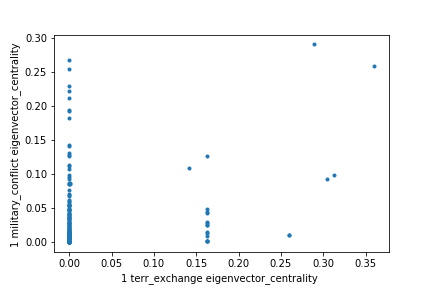 1 military_conflict eigenvector_centrality
0.30
0.25
0.20
0.15
0.10
0.05
0.00
0.00 0.05 0.10 0.15 0.20 0.25 0.30 0.35
1 terr_exchange eigenvector_centrality